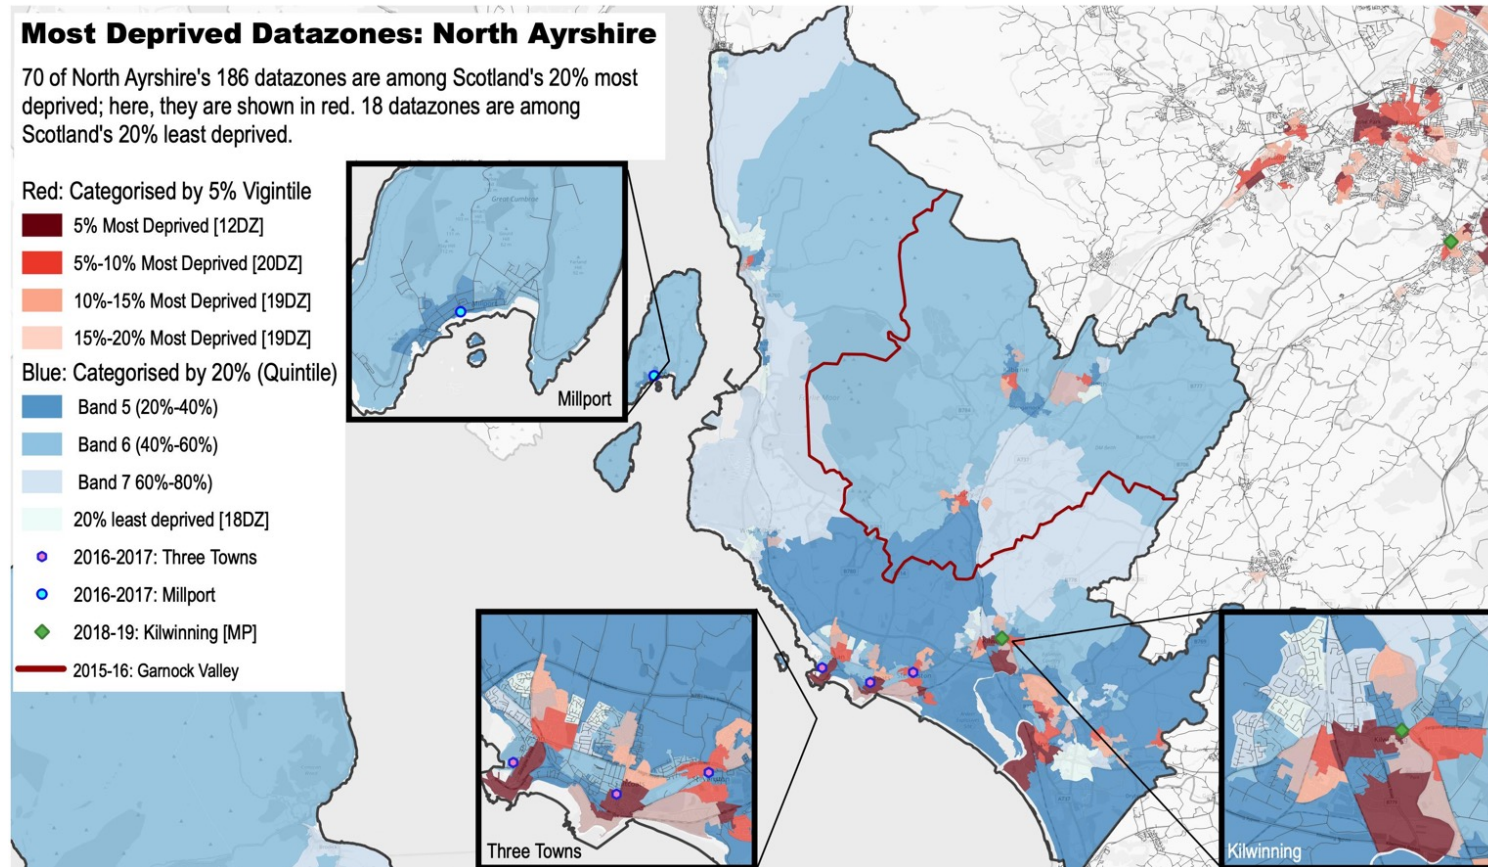 Most Deprived Datazones: North Ayrshire
70 of North Ayrshire's 186 datazones are among Scotland's 20% most
deprived; here, they are shown in red. 18 datazones are among
Scotland's 20% least deprived.
Red: Categorised by 5% Vigintile
5% Most Deprived [12DZ]
5%-10% Most Deprived [20DZ]
10%-15% Most Deprived [19DZ]
15%-20% Most Deprived [19DZ]
Blue: Categorised by 20% (Quintile)
Band 5 (20%-40%)
Band 6 (40%-60%)
Band 7 60%-80%)
20% least deprived [18DZ]
2016-2017: Three Towns
2016-2017: Millport
2018-19: Kilwinning [MP]
2015-16: Garnock Valley
Great Cumbrae
Millport
Three Towns
Kilwinning